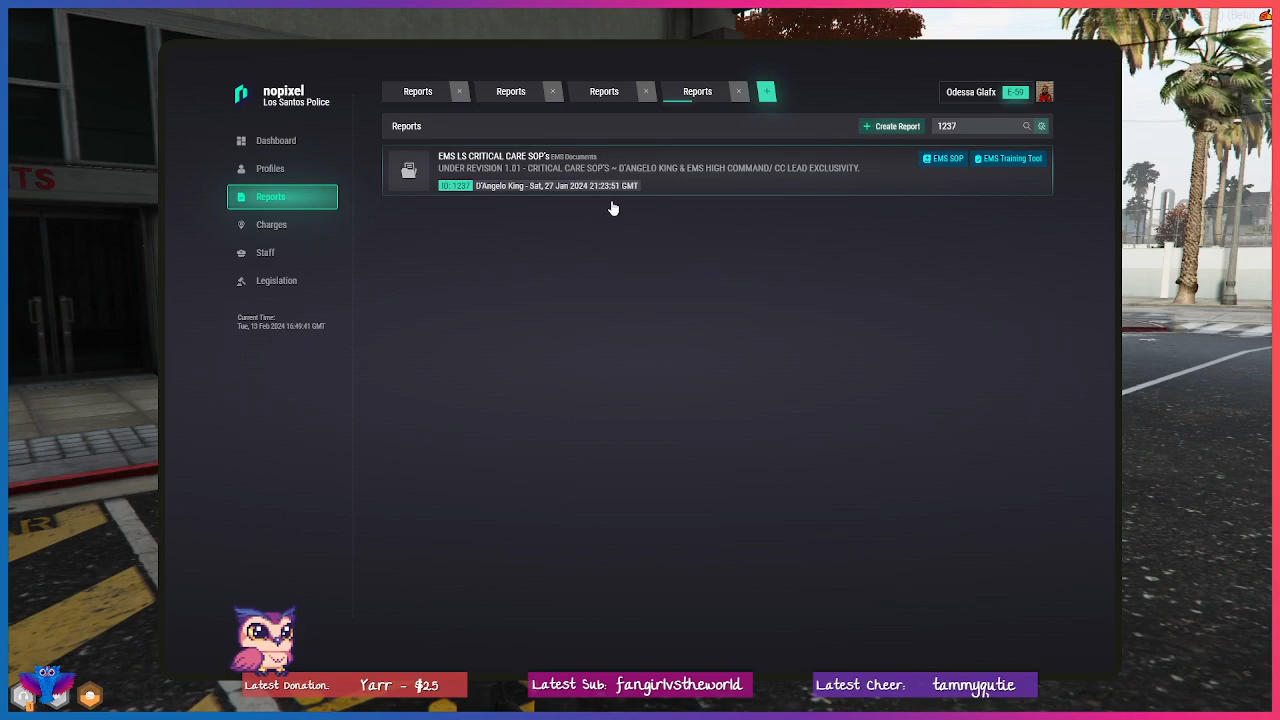 nopixel
Los Santos Police
Reports
Reports
Reports
Reports
Odessa Glafx E-59
Dashboard
Profiles
Reports
Charges
Staff
Legislation
Current Time:
Tue, 13 Feb 2024 16:49:41 GMT
Reports
+ Create Report
1237
EMS LS CRITICAL CARE SOP's EMS Documents
UNDER REVISION 1.01 - CRITICAL CARE SOP'S ~ D'ANGELO KING & EMS HIGH COMMAND/ CC LEAD EXCLUSIVITY.
ID: 1237 D'Angelo King - Sat, 27 Jan 2024 21:23:51 GMT
EMS SOP
EMS Training Tool
Latest Donation: Yarr - $25
Latest Sub: fangirlvstheworld
Latest Cheer: tammyqutie